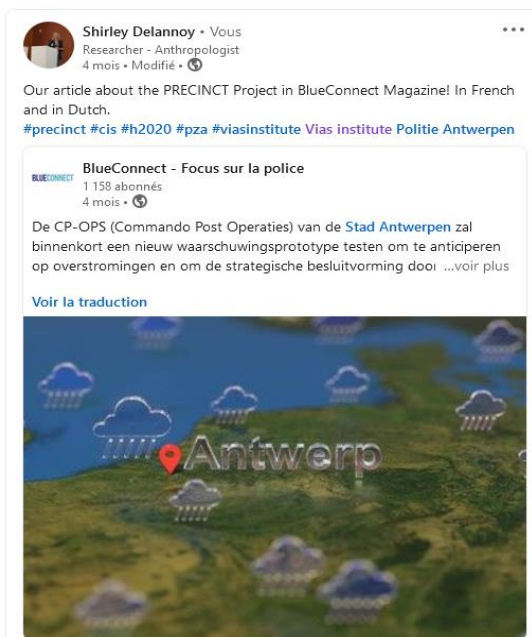 Shirley Delannoy • Vous
Researcher - Anthropologist
4 mois • Modifié •
Our article about the PRECINCT Project in BlueConnect Magazine! In French
and in Dutch.
#precinct #cis #h2020 #pza #viasinstitute Vias institute Politie Antwerpen
BLUECONNECT
BlueConnect - Focus sur la police
1 158 abonnés
4 mois •
De CP-OPS (Commando Post Operaties) van de Stad Antwerpen zal
binnenkort een nieuw waarschuwingsprototype testen om te anticiperen
op overstromingen en om de strategische besluitvorming door ...voir plus
Voir la traduction
Antwerp